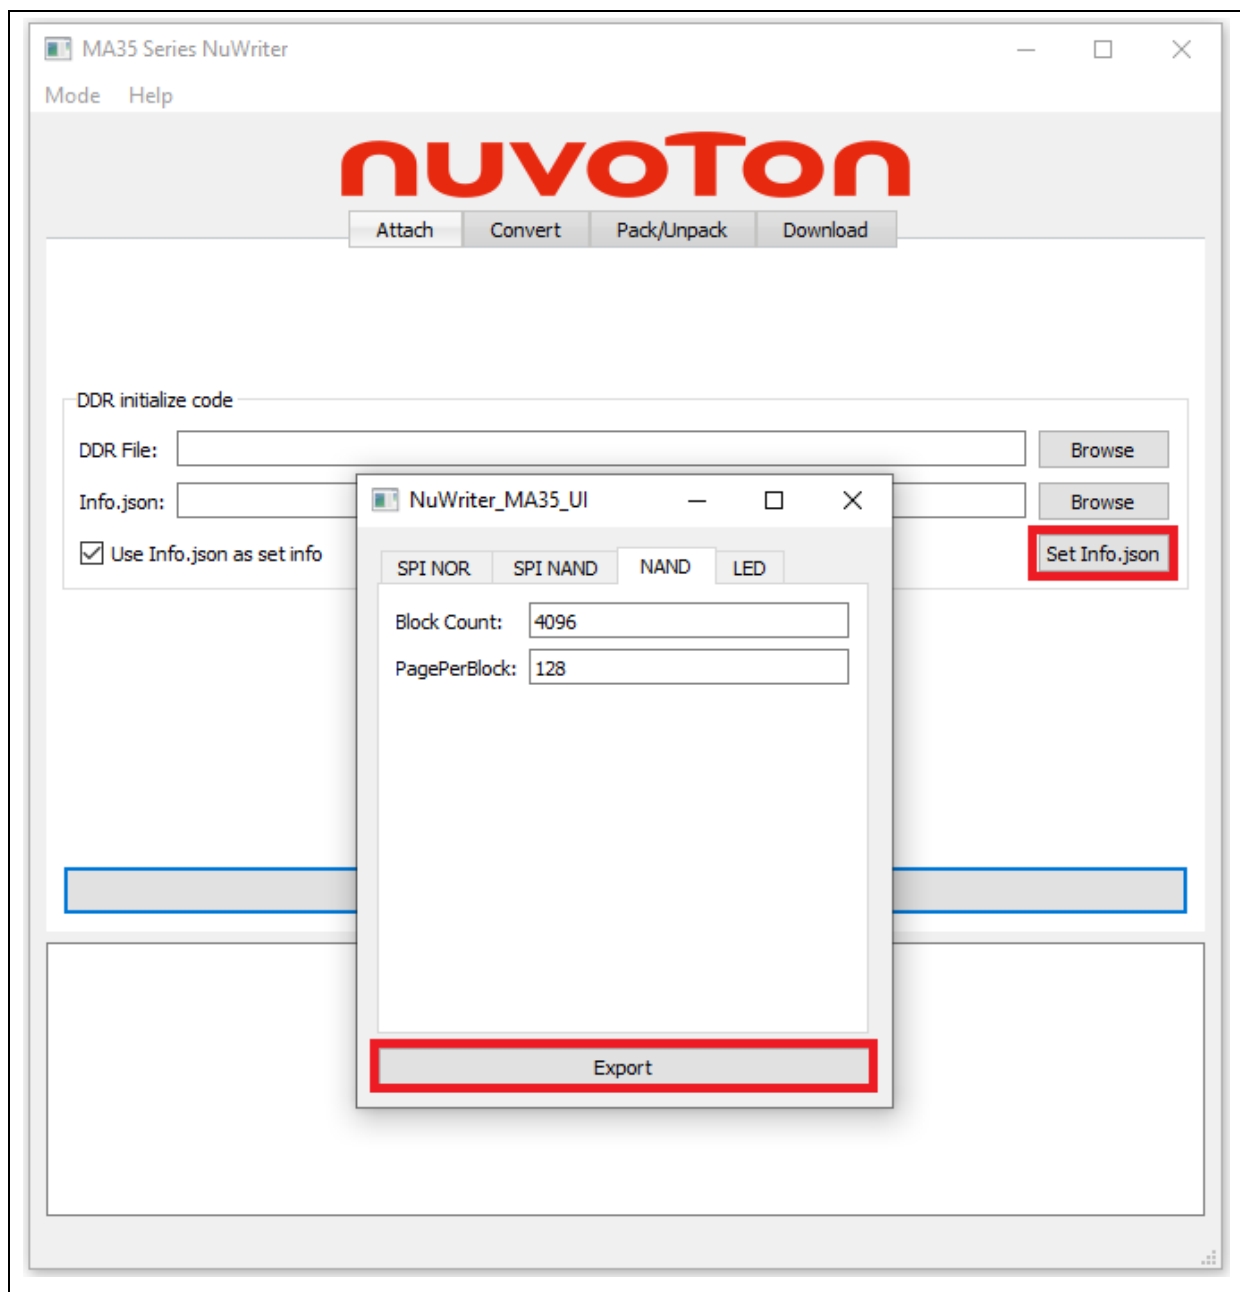 MA35 Series NuWriter
Mode Help
nuvoTon
Attach Convert Pack/Unpack Download
DDR initialize code
DDR File: Browse
Info.json: Browse
Use Info.json as set info Set Info.json
NuWriter_MA35_UI
SPI NOR SPI NAND NAND LED
Block Count: 4096
PagePerBlock: 128
Export